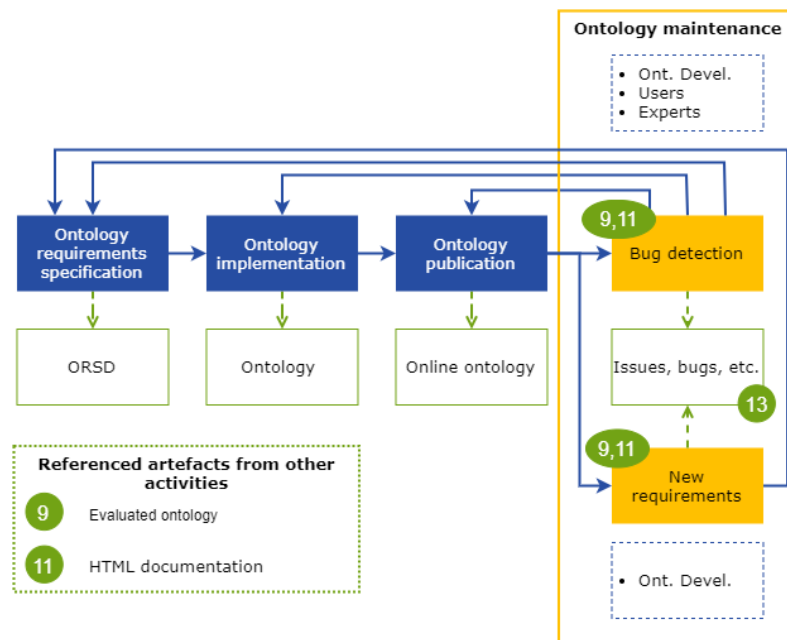 Ontology maintenance
• Ont. Devel.
• Users
• Experts
9,11
Ontology
requirements
specification
Ontology
implementation
Ontology
publication
Bug detection
ORSD
Ontology
Online ontology
Issues, bugs, etc.
13
9,11
New
requirements
Referenced artefacts from other
activities
9 Evaluated ontology
11 HTML documentation
• Ont. Devel.